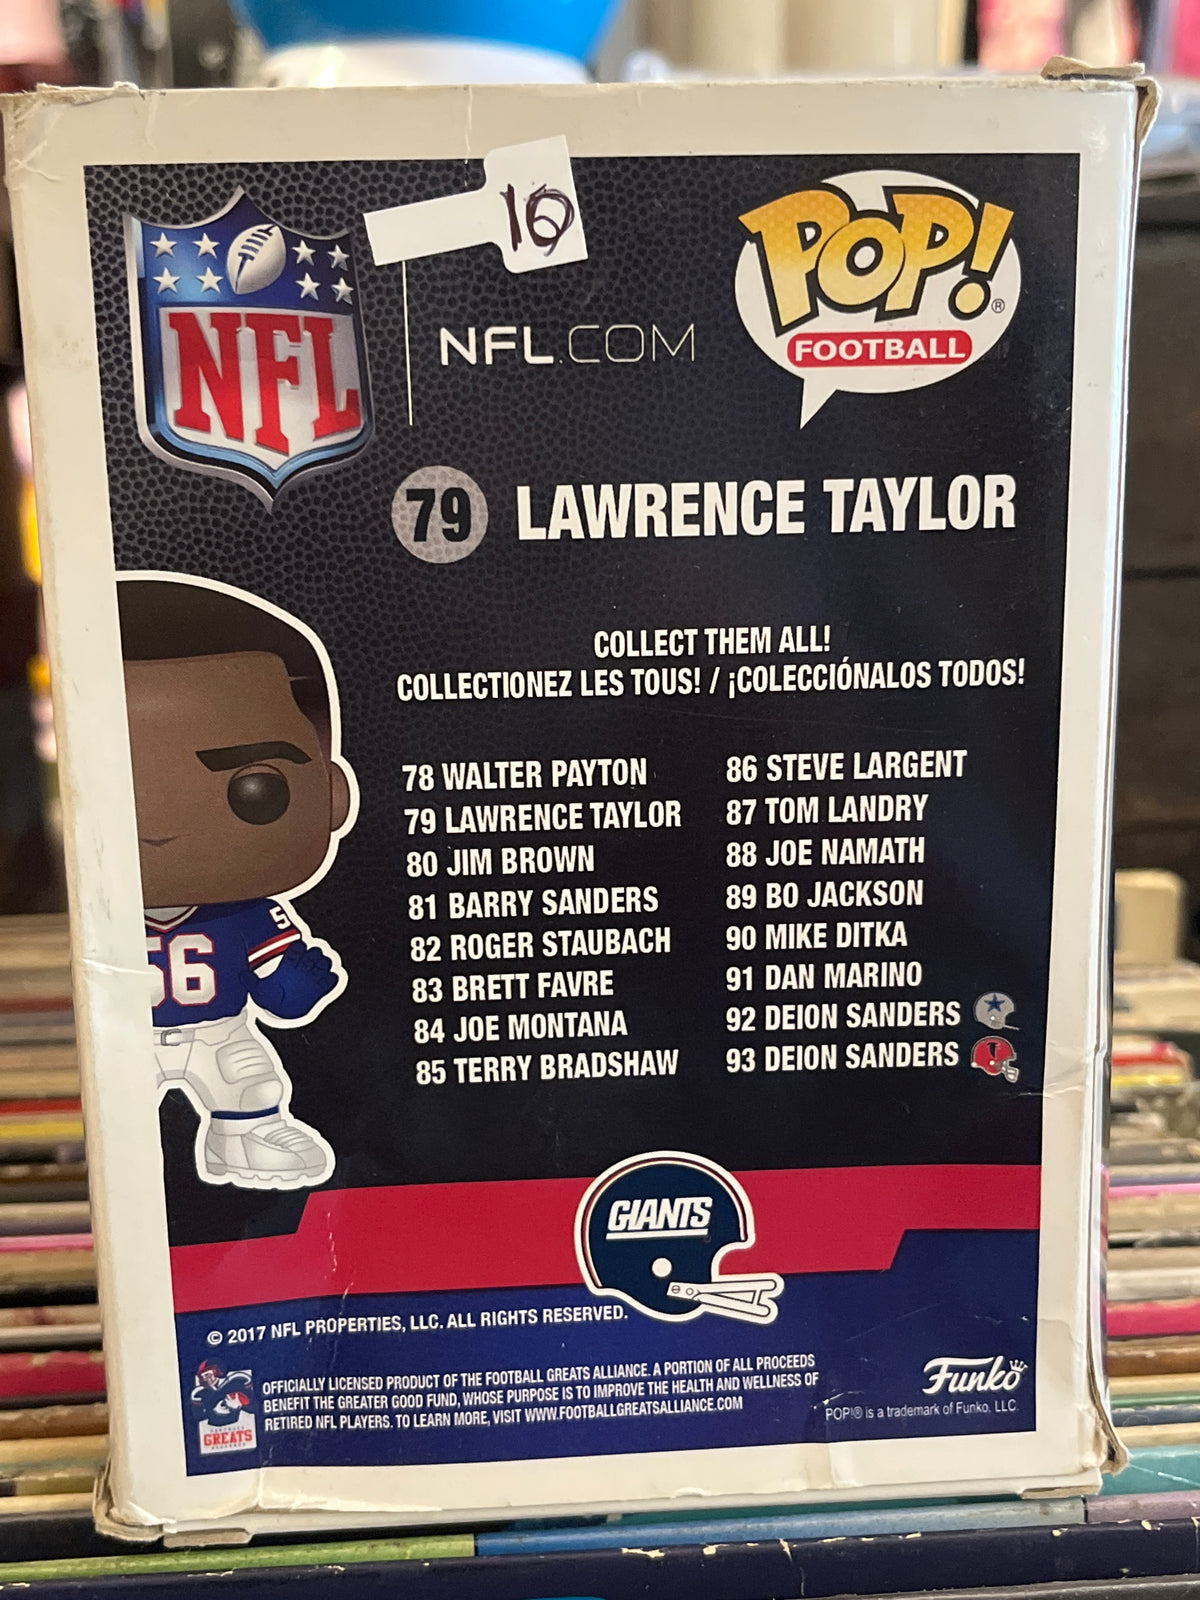 10
NFL
NFL.COM
POP!®
FOOTBALL
79 LAWRENCE TAYLOR
COLLECT THEM ALL!
COLLECTIONEZ LES TOUS! / ¡COLECCIÓNALOS TODOS!
78 WALTER PAYTON
79 LAWRENCE TAYLOR
80 JIM BROWN
81 BARRY SANDERS
82 ROGER STAUBACH
83 BRETT FAVRE
84 JOE MONTANA
85 TERRY BRADSHAW
86 STEVE LARGENT
87 TOM LANDRY
88 JOE NAMATH
89 BO JACKSON
90 MIKE DITKA
91 DAN MARINO
92 DEION SANDERS
93 DEION SANDERS
5
56
GIANTS
© 2017 NFL PROPERTIES, LLC. ALL RIGHTS RESERVED.
GREATS
OFFICIALLY LICENSED PRODUCT OF THE FOOTBALL GREATS ALLIANCE. A PORTION OF ALL PROCEEDS
BENEFIT THE GREATER GOOD FUND, WHOSE PURPOSE IS TO IMPROVE THE HEALTH AND WELLNESS OF
RETIRED NFL PLAYERS. TO LEARN MORE, VISIT WWW.FOOTBALLGREATSALLIANCE.COM
Funko
POP!® is a trademark of Funko, LLC.